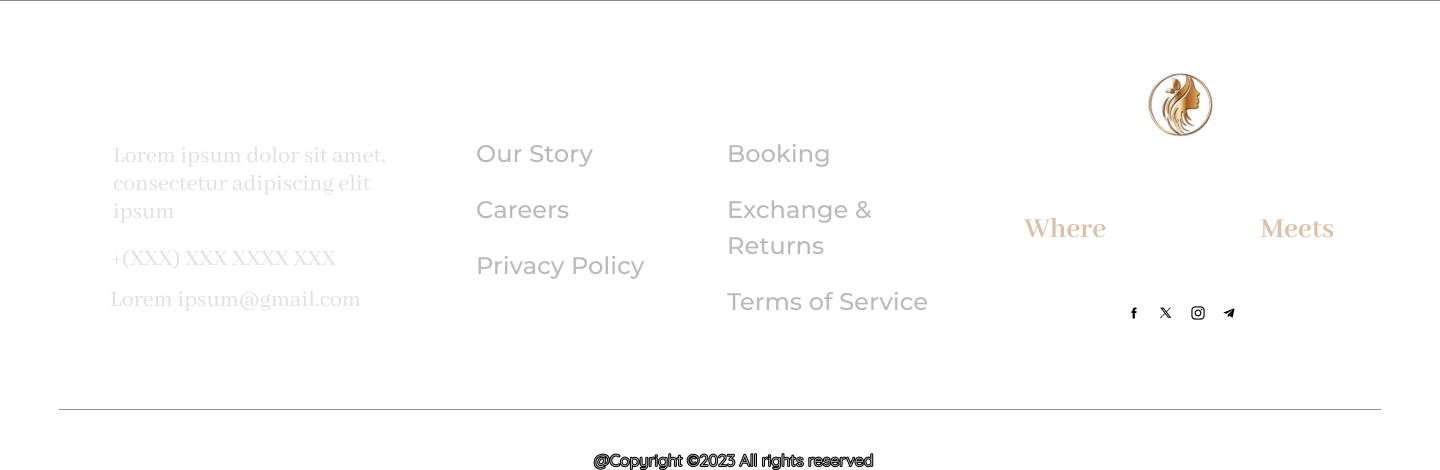 Lorem ipsum dolor sit amet,
consectetur adipiscing elit
ipsum
+(XXX) XXX XXXX XXX
Lorem ipsum@gmail.com
Our Story
Careers
Privacy Policy
Booking
Exchange &
Returns
Terms of Service
Where Meets
@Copyright ©2023 All rights reserved